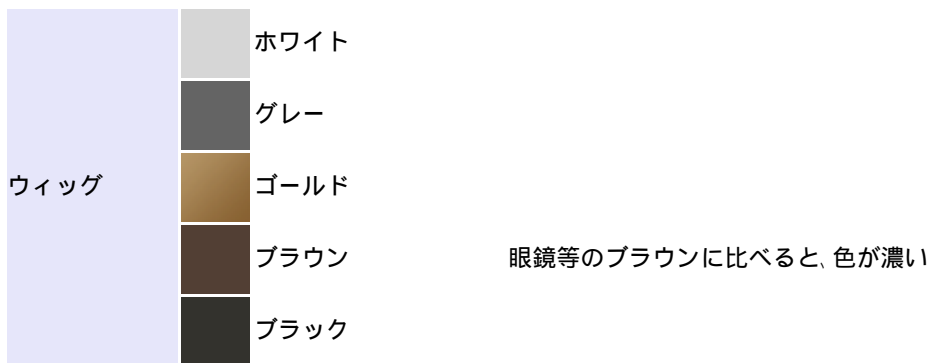 ホワイト
グレー
ウィッグ
ゴールド
ブラウン
眼鏡等のブラウンに比べると、色が濃い
ブラック